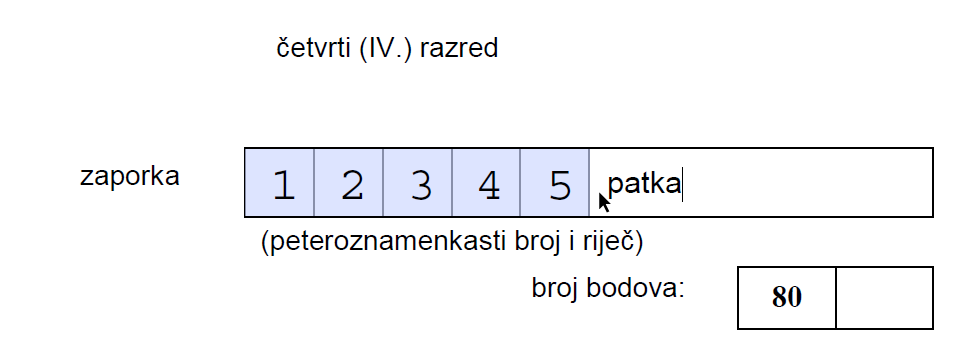 četvrti (IV.) razred
zaporka 1 2 3 4 5 patka
(peteroznamenkasti broj i riječ)
broj bodova: 80